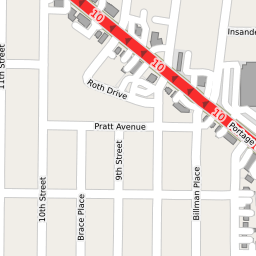 10
Insande
10
11th Street
Roth Drive
10
Portage
Pratt Avenue
9th Street
10th Street
Brace Place
Billman Place